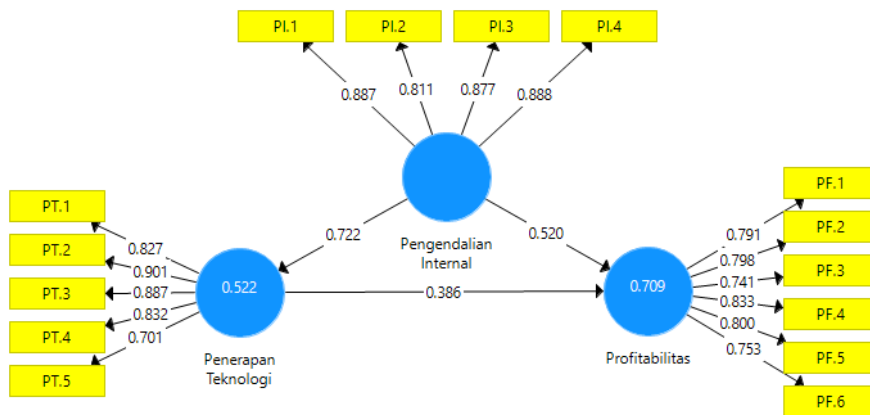 PI.1
PI.2
PI.3
PI.4
0.887
0.811
0.877
0.888
Pengendalian
Internal
0.722
0.520
PT.1
PT.2
PT.3
PT.4
PT.5
0.827
0.901
0.887
0.832
0.701
0.522
Penerapan
Teknologi
0.386
0.709
Profitabilitas
0.791
0.798
0.741
0.833
0.800
0.753
PF.1
PF.2
PF.3
PF.4
PF.5
PF.6